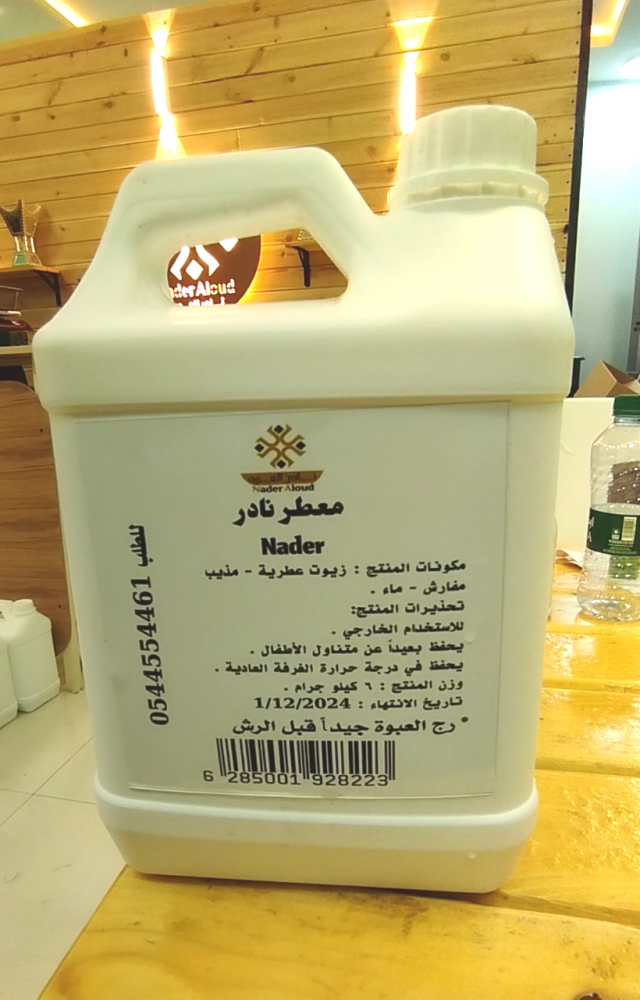 Nader Aloud
نادر العود
Nader Aloud
معطر نادر
Nader
مكونات المنتج : زيوت عطرية - مذيب
مفارش - ماء .
تحذيرات المنتج:
للاستخدام الخارجي .
يحفظ بعيداً عن متناول الأطفال .
يحفظ في درجة حرارة الغرفة العادية .
وزن المنتج : ٦ كيلو جرام .
تاريخ الانتهاء : 1/12/2024
* رج العبوة جيداً قبل الرش
6 285001 928223
للطلب 0544554461